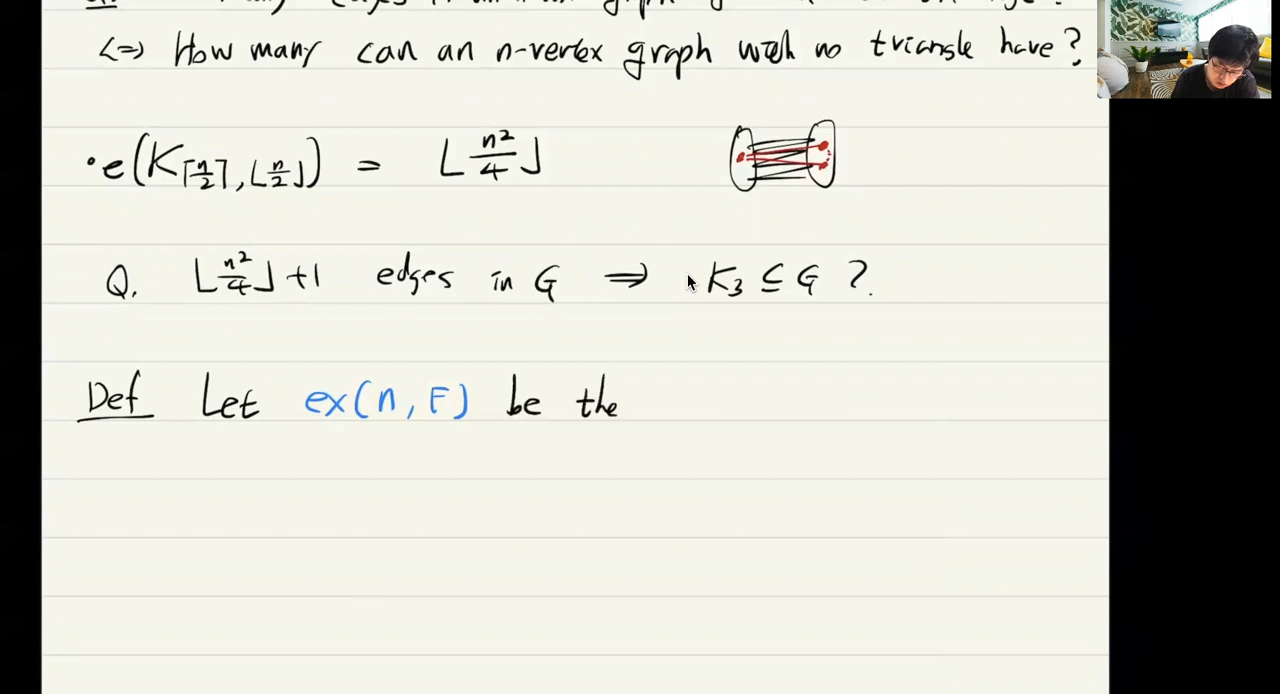 <=> How many can an n-vertex graph with no triangle have?
• e(K⌈n/2⌉, ⌊n/2⌋) = ⌊n²/4⌋
Q. ⌊n²/4⌋+1 edges in G ⇒ K₃ ⊆ G ?
Def Let ex(n, F) be the